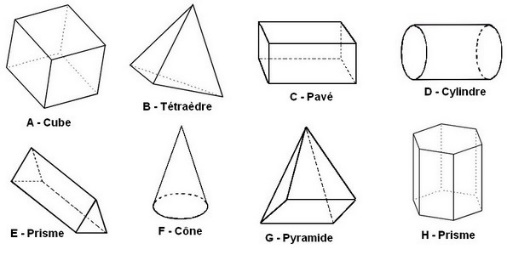 A - Cube
B - Tétraèdre
C - Pavé
D - Cylindre
E - Prisme
F - Cône
G - Pyramide
H - Prisme